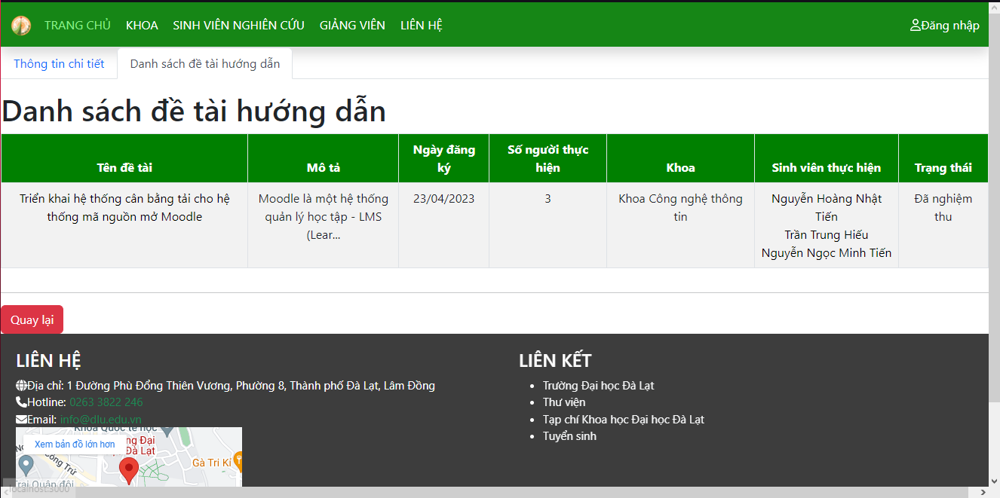 TRANG CHỦ KHOA SINH VIÊN NGHIÊN CỨU GIẢNG VIÊN LIÊN HỆ Đăng nhập
Thông tin chi tiết Danh sách đề tài hướng dẫn
Danh sách đề tài hướng dẫn
Tên đề tài Mô tả Ngày đăng ký Số người thực hiện Khoa Sinh viên thực hiện Trạng thái
Triển khai hệ thống cân bằng tải cho hệ
thống mã nguồn mở Moodle
Moodle là một hệ thống
quản lý học tập - LMS
(Lear...
23/04/2023
3
Khoa Công nghệ thông
tin
Nguyễn Hoàng Nhật
Tiến
Trần Trung Hiếu
Nguyễn Ngọc Minh Tiến
Đã nghiệm
thu
Quay lại
LIÊN HỆ
Địa chỉ: 1 Đường Phù Đổng Thiên Vương, Phường 8, Thành phố Đà Lạt, Lâm Đồng
Hotline: 0263 3822 246
Email: info@dlu.edu.vn
Khoa Quốc tế học
Xem bản đồ lớn hơn
ng Đại
Đà Lạt
Gà Tri Kỉ
Công Trứ
Trại Quân đội
localhost:3000
LIÊN KẾT
Trường Đại học Đà Lạt
Thư viện
Tạp chí Khoa học Đại học Đà Lạt
Tuyển sinh